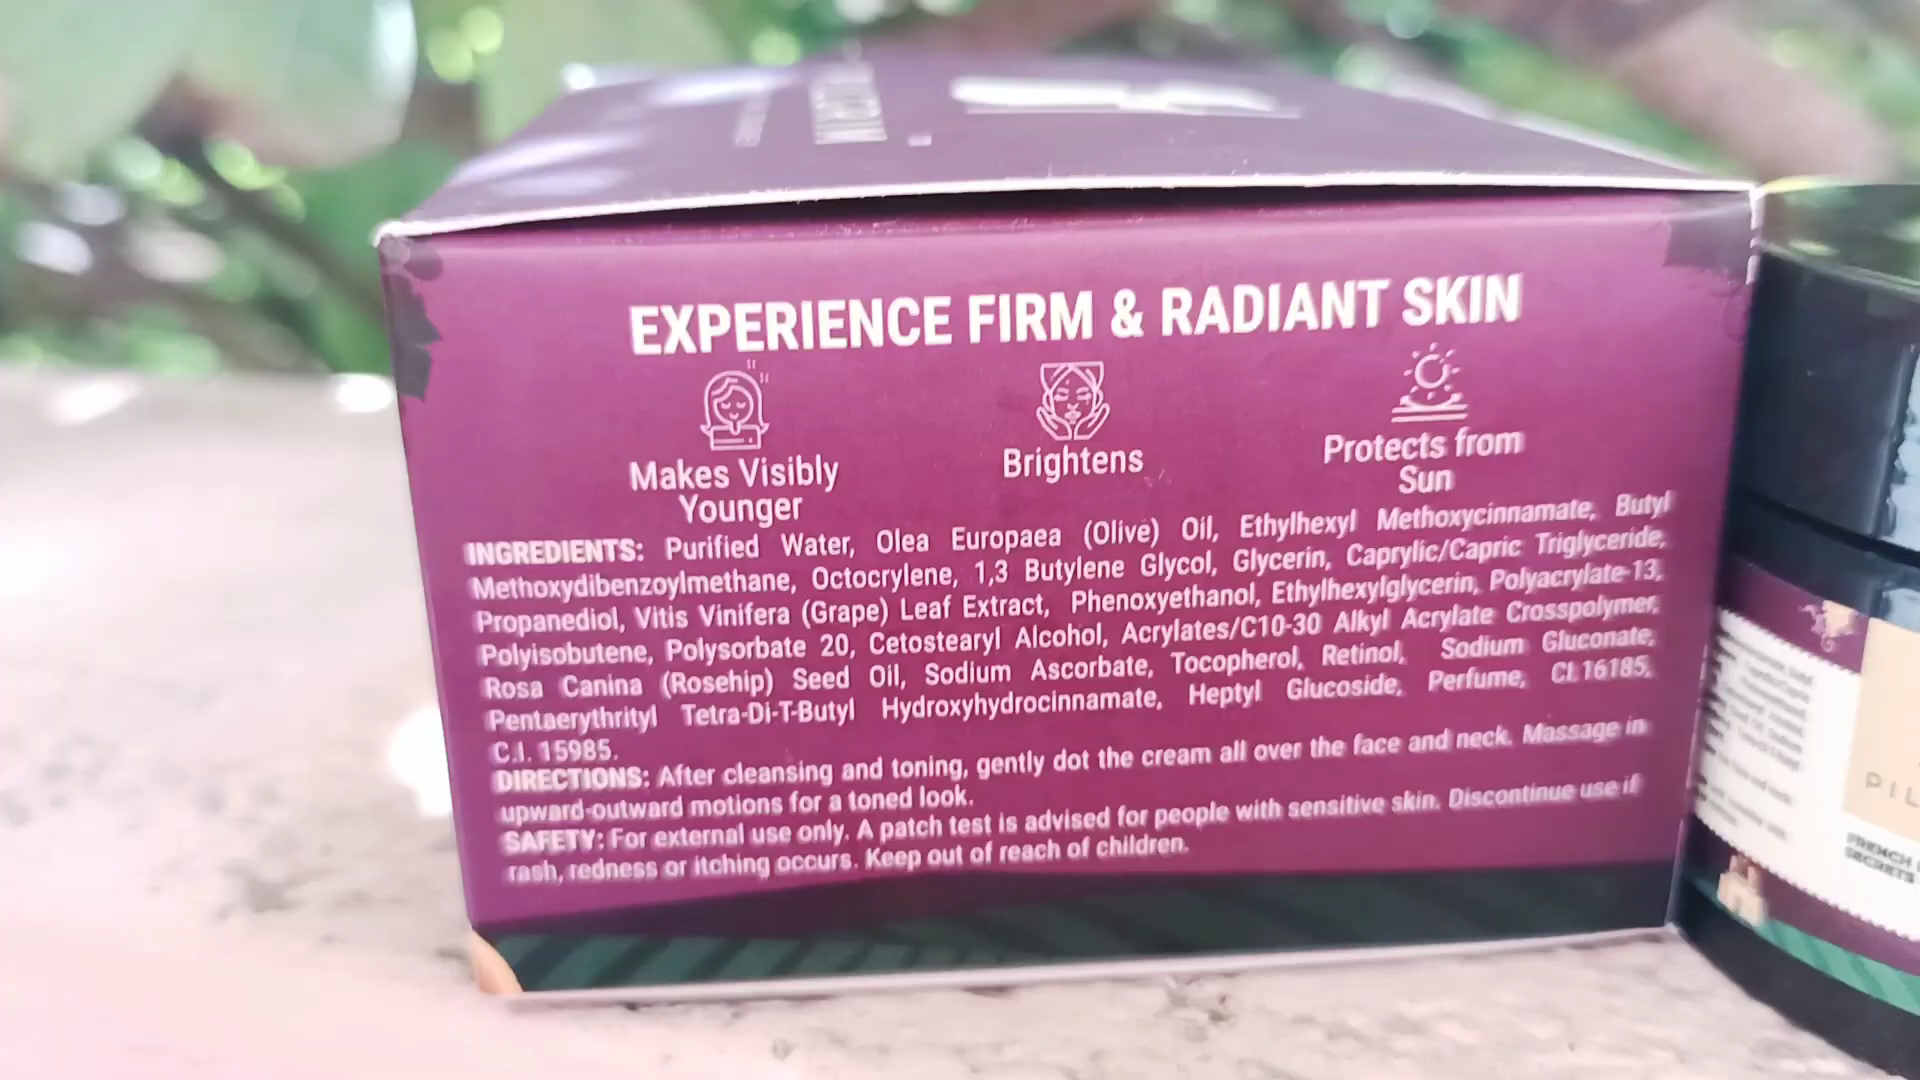 EXPERIENCE FIRM & RADIANT SKIN
Makes Visibly
Younger
Brightens
Protects from
Sun
INGREDIENTS: Purified Water, Olea Europaea (Olive) Oil, Ethylhexyl Methoxycinnamate, Butyl
Methoxydibenzoylmethane, Octocrylene, 1,3 Butylene Glycol, Glycerin, Caprylic/Capric Triglyceride,
Propanediol, Vitis Vinifera (Grape) Leaf Extract, Phenoxyethanol, Ethylhexylglycerin, Polyacrylate-13,
Polyisobutene, Polysorbate 20, Cetostearyl Alcohol, Acrylates/C10-30 Alkyl Acrylate Crosspolymer,
Rosa Canina (Rosehip) Seed Oil, Sodium Ascorbate, Tocopherol, Retinol, Sodium Gluconate,
Pentaerythrityl Tetra-Di-T-Butyl Hydroxyhydrocinnamate, Heptyl Glucoside, Perfume, CI.16185,
C.I. 15985.
DIRECTIONS: After cleansing and toning, gently dot the cream all over the face and neck. Massage in
upward-outward motions for a toned look.
SAFETY: For external use only. A patch test is advised for people with sensitive skin. Discontinue use if
rash, redness or itching occurs. Keep out of reach of children.
PIL
FRENCH
SECRETS